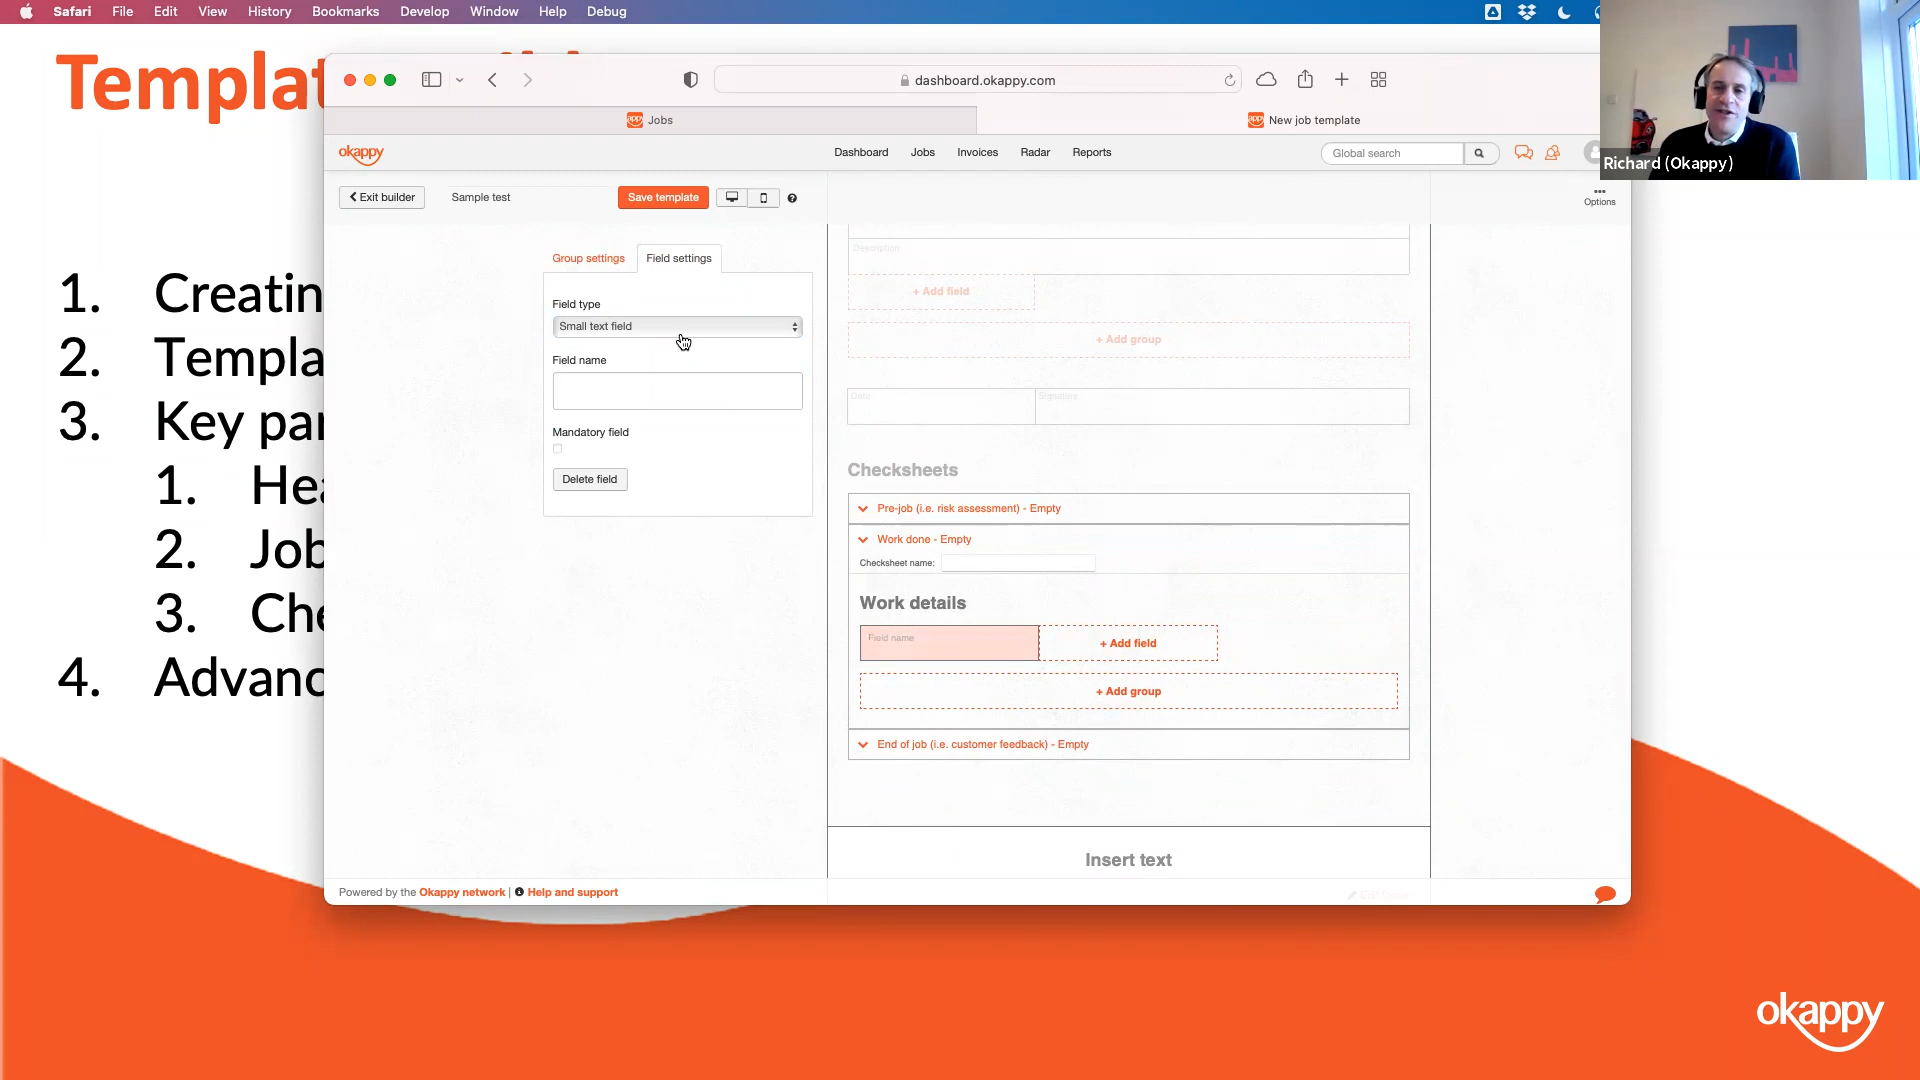 Safari File Edit View History Bookmarks Develop Window Help Debug
Templat
dashboard.okappy.com
Jobs
New job template
okappy
Dashboard Jobs Invoices Radar Reports
Global search
Richard (Okappy)
Exit builder
Sample test
Save template
Options
Group settings
Field settings
Field type
Small text field
Field name
Mandatory field
Delete field
Description
+ Add field
+ Add group
Date
Signature
Checksheets
Pre-job (i.e. risk assessment) - Empty
Work done - Empty
Checksheet name:
Work details
Field name
+ Add field
+ Add group
End of job (i.e. customer feedback) - Empty
Insert text
Powered by the Okappy network | Help and support
1. Creatin
2. Templa
3. Key par
1. Hea
2. Job
3. Che
4. Advanc
okappy